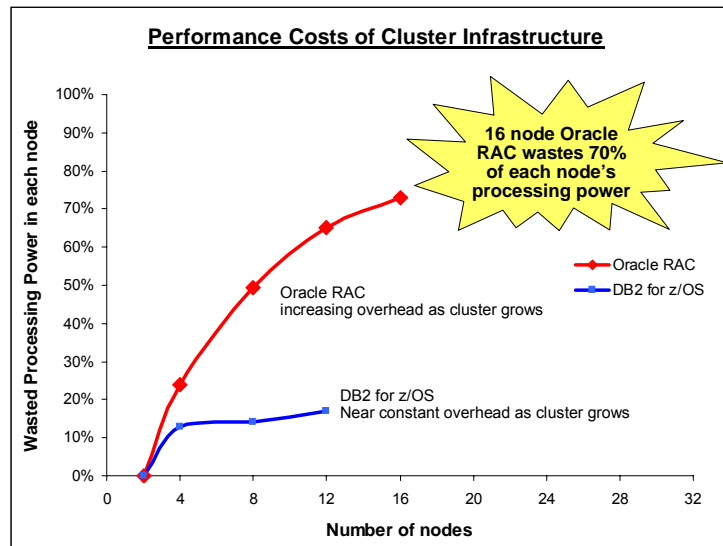 Performance Costs of Cluster Infrastructure
100%
90%
80%
70%
60%
50%
40%
30%
20%
10%
0%
Wasted Processing Power in each node
16 node Oracle
RAC wastes 70%
of each node's
processing power
Oracle RAC
DB2 for z/OS
Oracle RAC
increasing overhead as cluster grows
DB2 for z/OS
Near constant overhead as cluster grows
0 4 8 12 16 20 24 28 32
Number of nodes